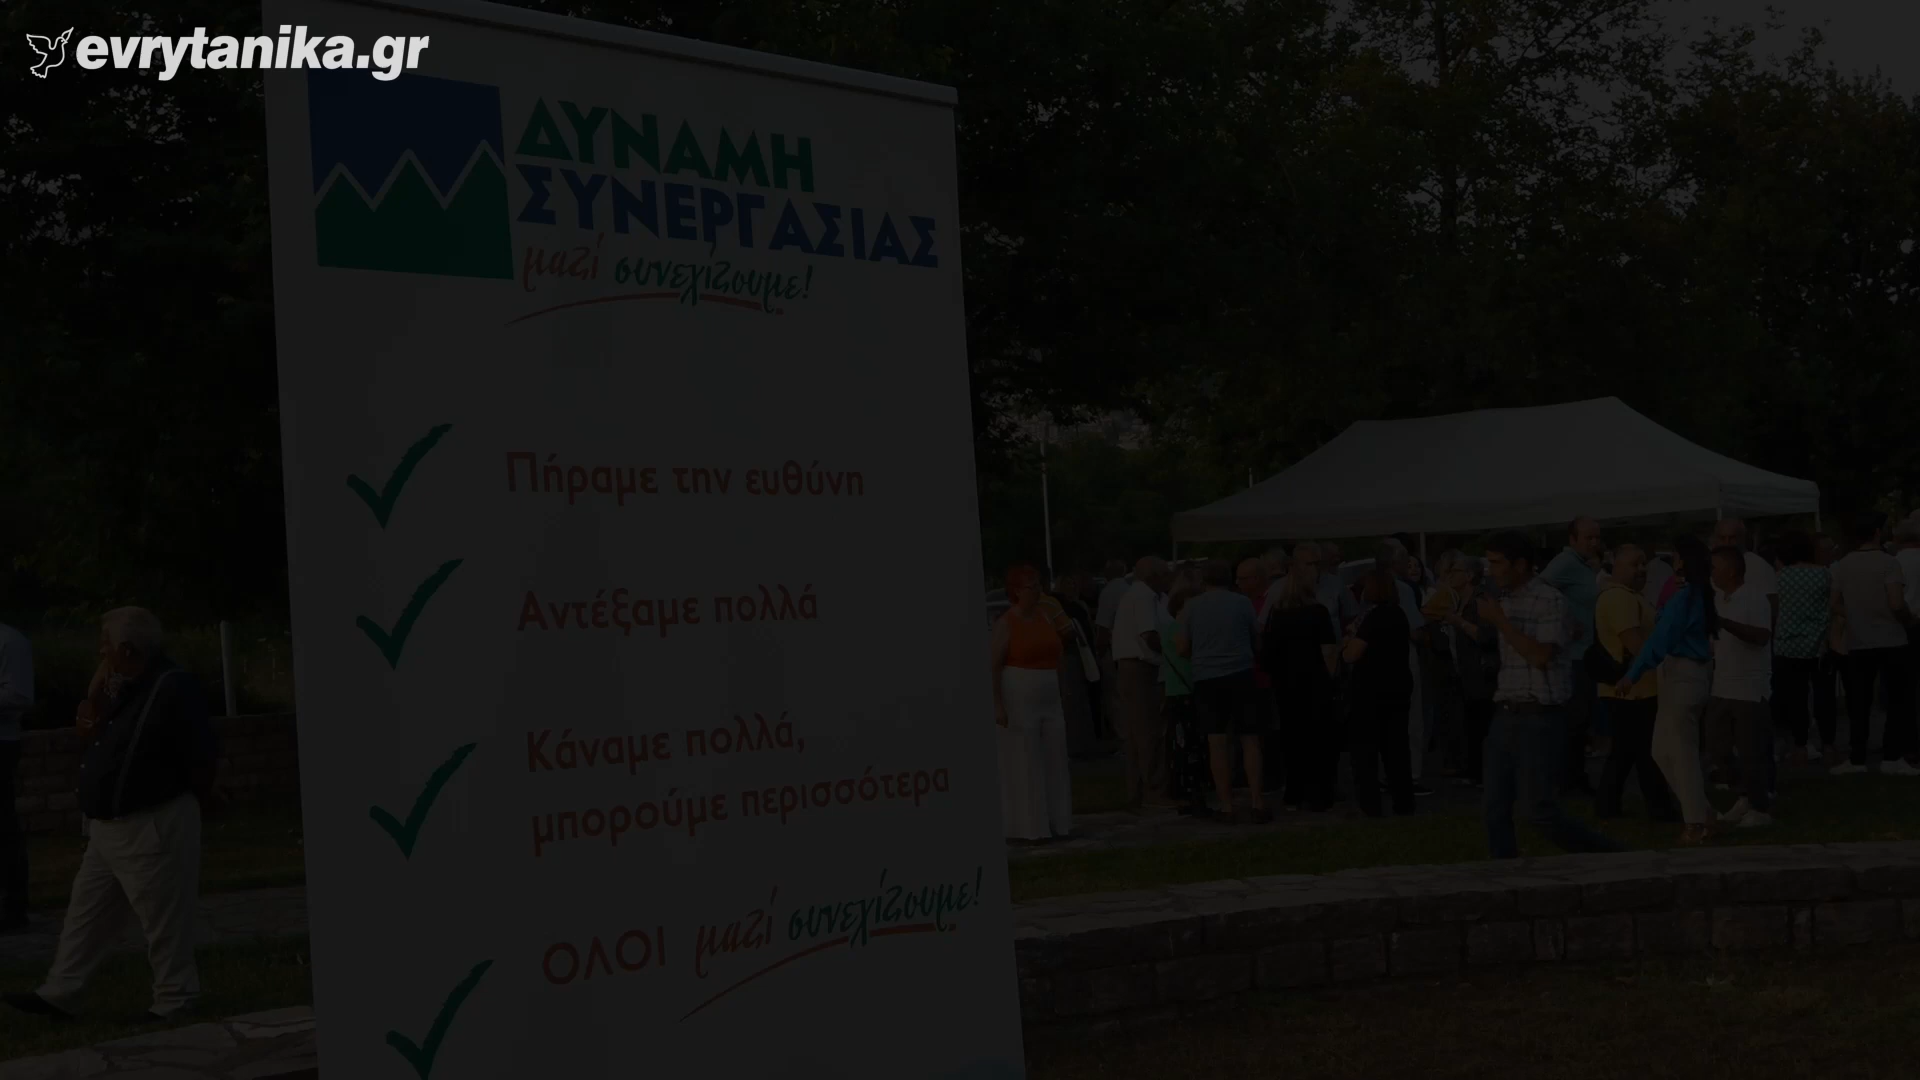 evrytanika.gr
ΔΥΝΑΜΗ
ΣΥΝΕΡΓΑΣΙΑΣ
μαζί συνεχίζουμε!
Πήραμε την ευθύνη
Αντέξαμε πολλά
Κάναμε πολλά,
μπορούμε περισσότερα
ΟΛΟΙ μαζί συνεχίζουμε!